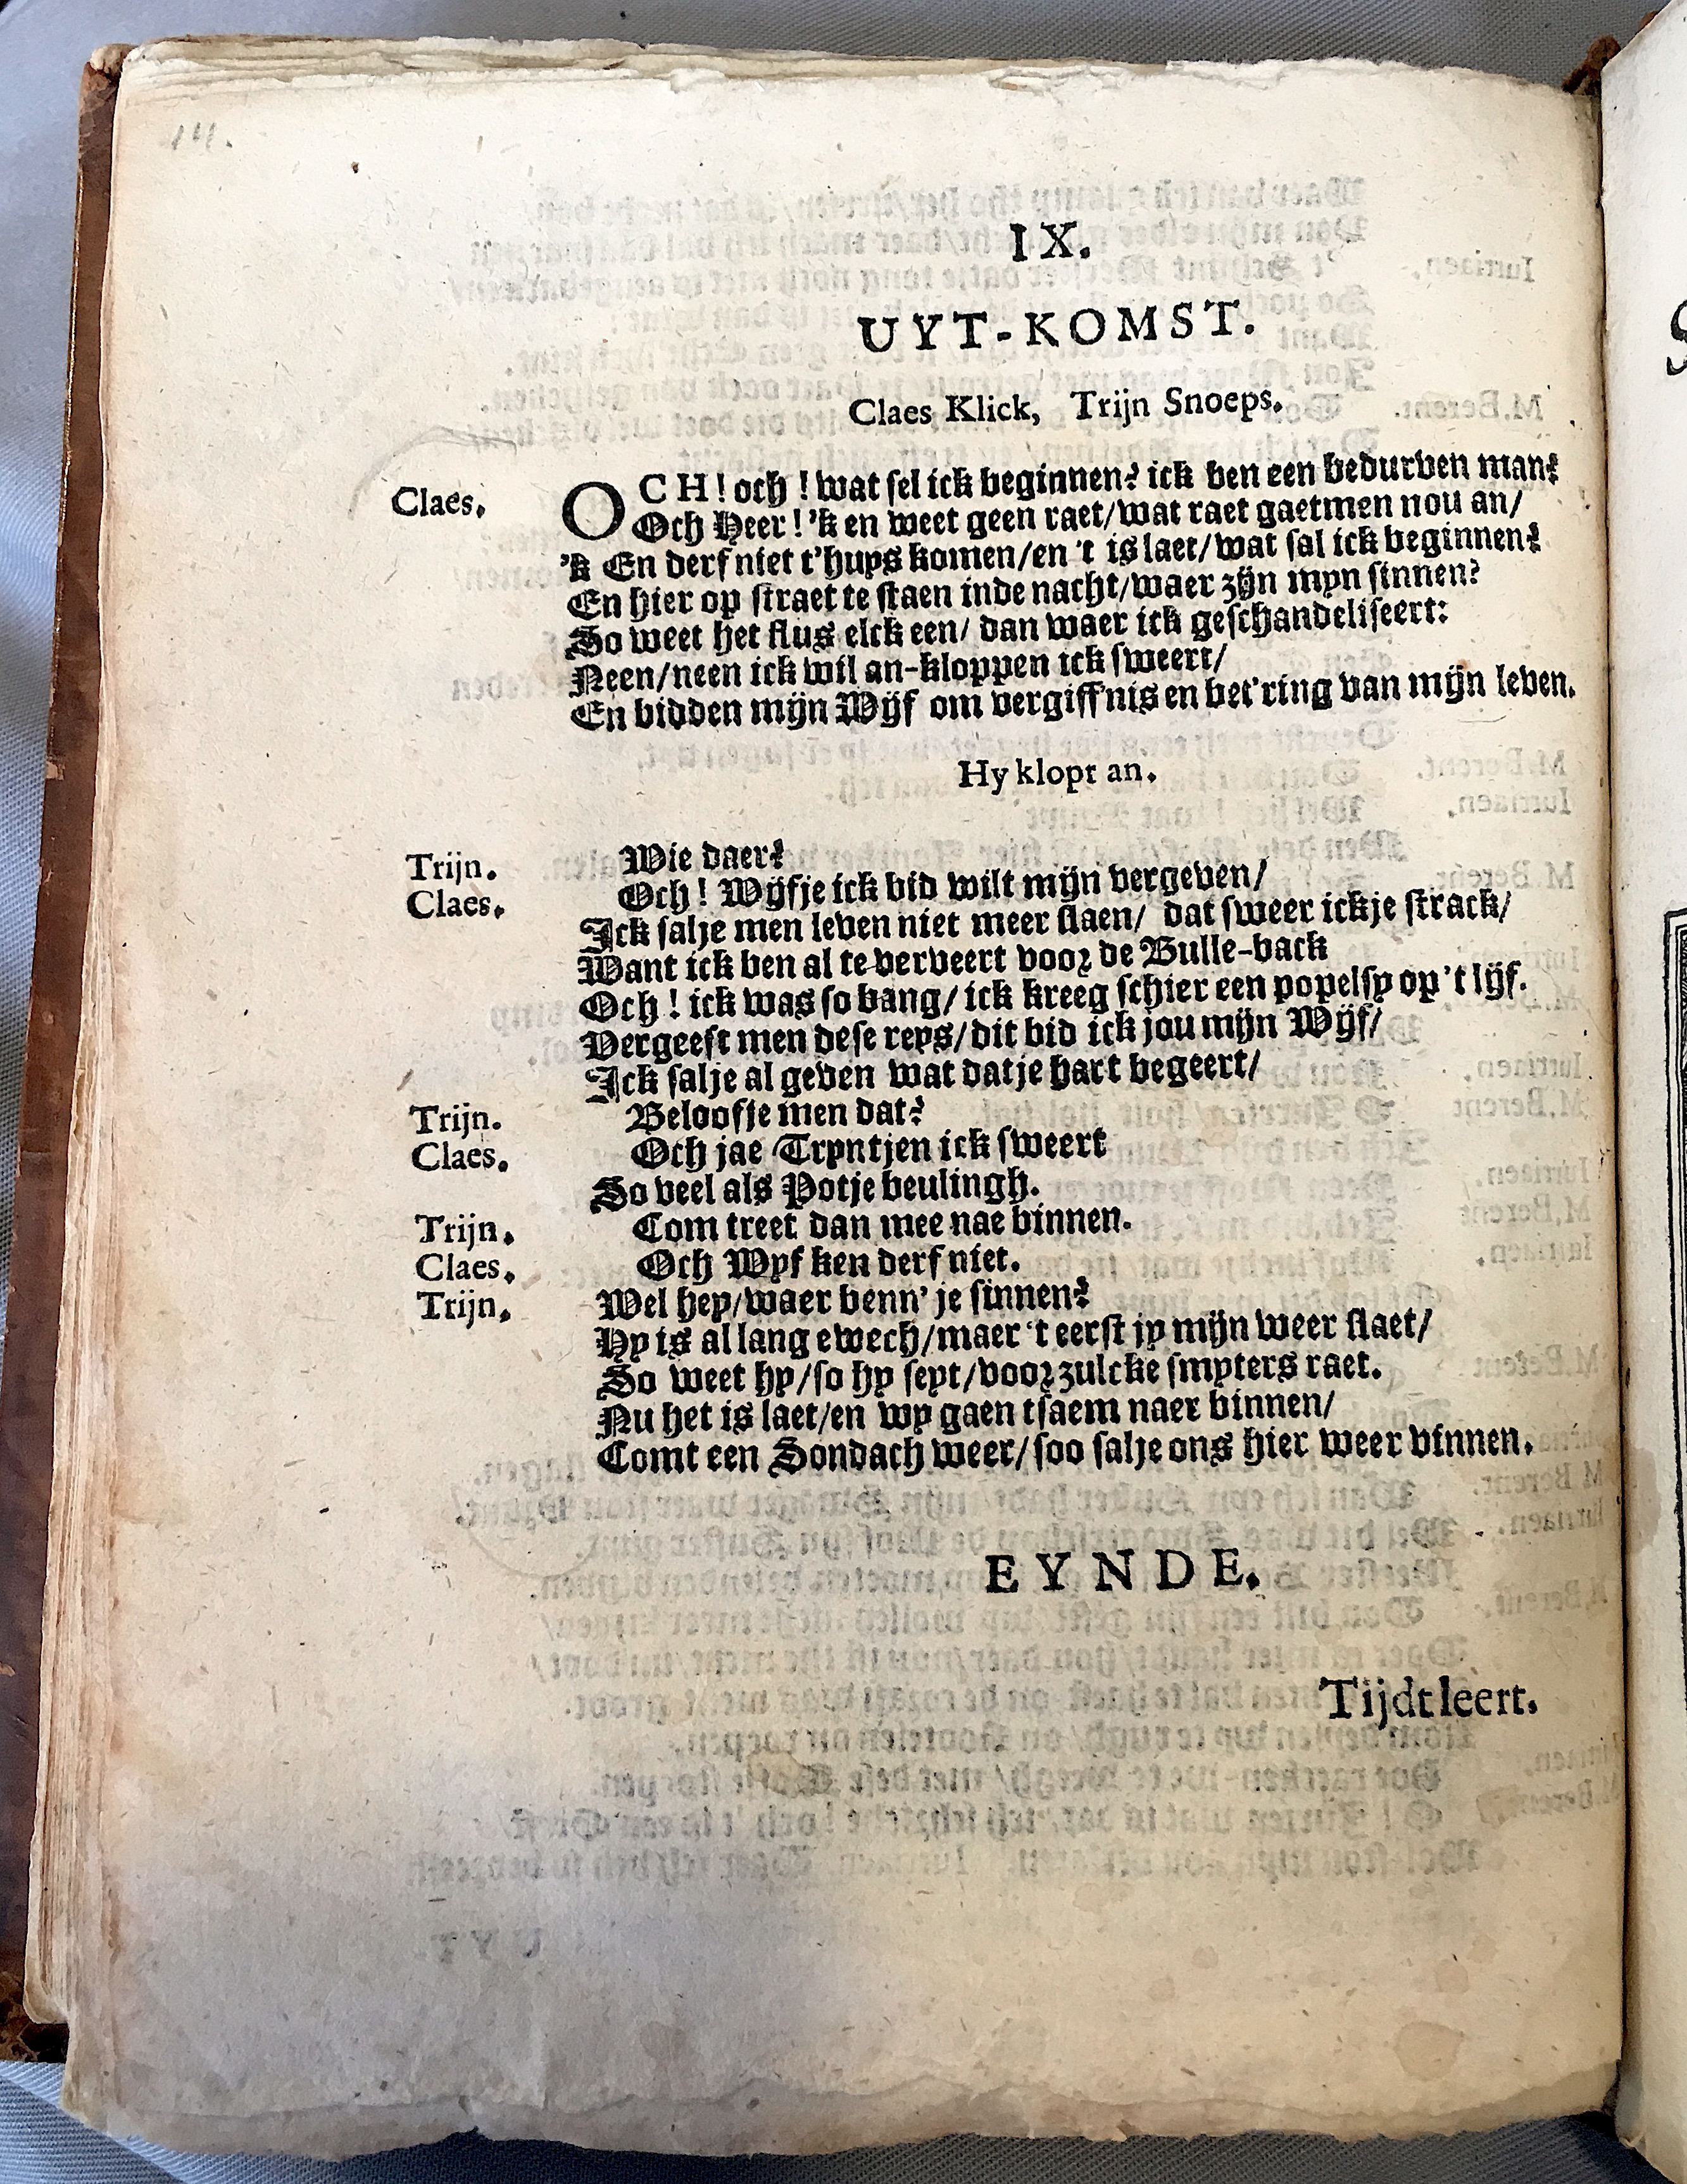 IX.
UYT-KOMST.
Claes Klick, Trijn Snoeps.
Claes. OCH! och! wat sel ick beginnen? ick ben een bedurven man?
Och Heer! 'k en weet geen raet/wat raet gaetmen nou an/
'k En derf niet t'huys komen/en 't is laet/wat sal ick beginnen?
En hier op straet te staen inde nacht/waer zijn myn sinnen?
So weet het flus elck een/ dan waer ick geschandeliseert:
Neen/neen ick wil an-kloppen ick sweert/
En bidden mijn Wijf om vergiff'nis en bet'ring van mijn leven.
Hy klopt an.
Trijn. Wie daer?
Claes. Och! Wijfje ick bid wilt mijn vergeven/
Ick salje men leven niet meer slaen/ dat sweer ickje strack/
Want ick ben al te verveert voor de Bulle-back
Och! ick was so bang/ ick kreeg schier een popelsy op 't lijf.
Vergeeft men dese reys/dit bid ick jou mijn Wijf/
Ick salje al geven wat datje hart begeert/
Trijn. Beloofje men dat?
Claes. Och jae Tryntjen ick sweert
So veel als Potje beulingh.
Trijn. Com treet dan mee nae binnen.
Claes. Och Wyf ken derf niet.
Trijn. Wel hey/waer benn' je sinnen?
Hy is al lang ewech/maer 't eerst jy mijn weer slaet/
So weet hy/so hy seyt/voor zulcke smyters raet.
Nu het is laet/en wy gaen tsaem naer binnen/
Comt een Sondach weer/soo salje ons hier weer vinnen.
EYNDE.
Tijdt leert.